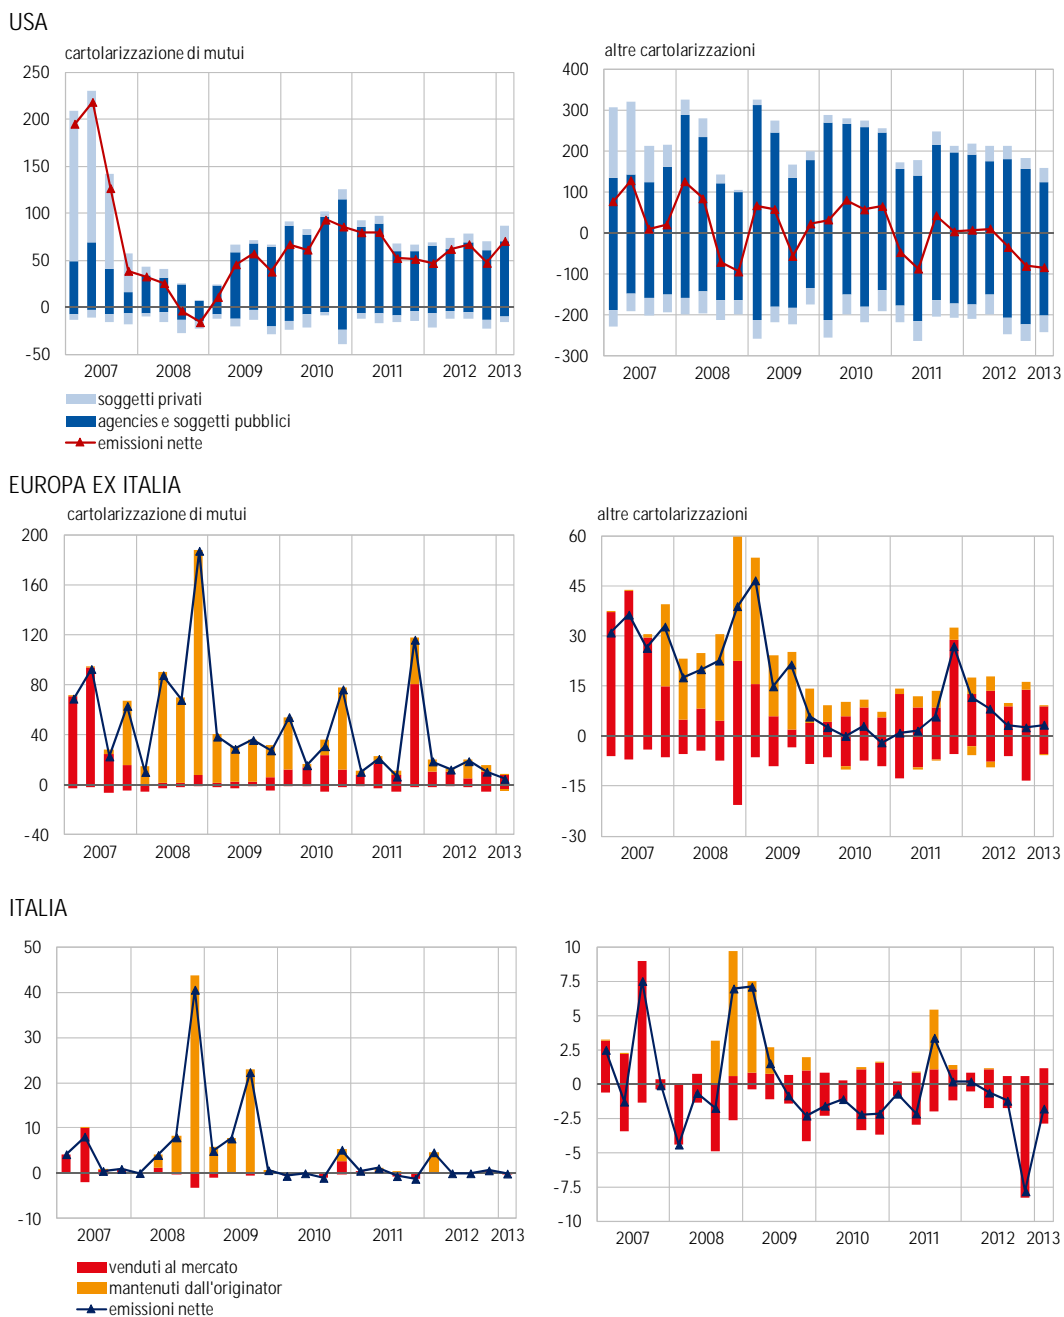 USA
cartolarizzazione di mutui
altre cartolarizzazioni
250
200
150
100
50
0
-50
2007 2008 2009 2010 2011 2012 2013
400
300
200
100
0
-100
-200
-300
2007 2008 2009 2010 2011 2012 2013
soggetti privati
agencies e soggetti pubblici
emissioni nette
EUROPA EX ITALIA
cartolarizzazione di mutui
altre cartolarizzazioni
200
160
120
80
40
0
-40
2007 2008 2009 2010 2011 2012 2013
60
45
30
15
0
-15
-30
2007 2008 2009 2010 2011 2012 2013
ITALIA
50
40
30
20
10
0
-10
2007 2008 2009 2010 2011 2012 2013
10
7.5
5
2.5
0
-2.5
-5
-7.5
-10
2007 2008 2009 2010 2011 2012 2013
venduti al mercato
mantenuti dall'originator
emissioni nette